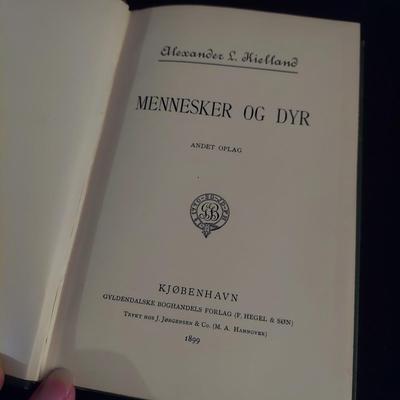 Alexander L. Kielland
MENNESKER OG DYR
ANDET OPLAG
GB
KJØBENHAVN
GYLDENDALSKE BOGHANDELS FORLAG (F. HEGEL & SØN)
TRYKT HOS J. JØRGENSEN & CO. (M. A. HANNOVER)
1899